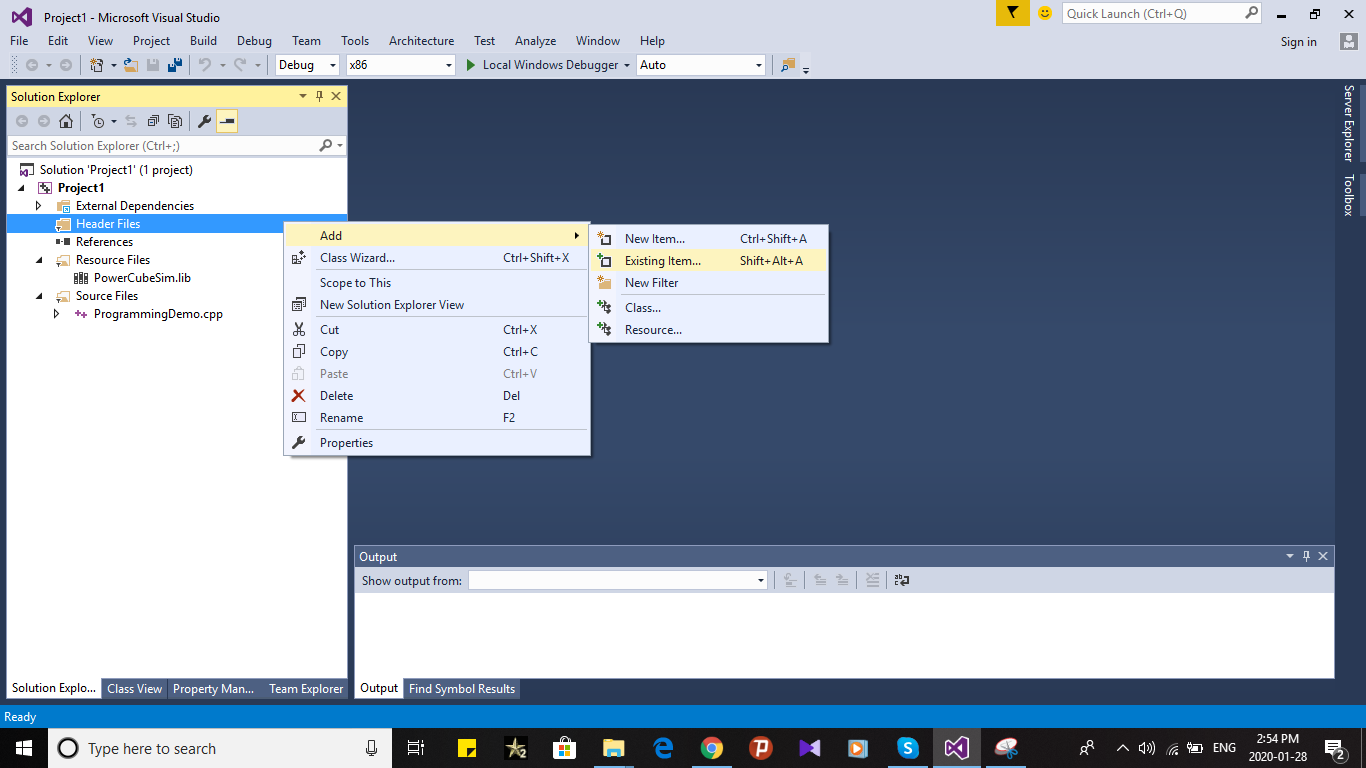 Project1 - Microsoft Visual Studio
Quick Launch (Ctrl+Q)
File Edit View Project Build Debug Team Tools Architecture Test Analyze Window Help
Sign in
Debug x86 Local Windows Debugger Auto
Solution Explorer
Search Solution Explorer (Ctrl+;)
Solution 'Project1' (1 project)
Project1
External Dependencies
Header Files
References
Resource Files
PowerCubeSim.lib
Source Files
ProgrammingDemo.cpp
Add
Class Wizard... Ctrl+Shift+X
Scope to This
New Solution Explorer View
Cut Ctrl+X
Copy Ctrl+C
Paste Ctrl+V
Delete Del
Rename F2
Properties
New Item... Ctrl+Shift+A
Existing Item... Shift+Alt+A
New Filter
Class...
Resource...
Server Explorer
Toolbox
Output
Show output from:
Solution Explo... Class View Property Man... Team Explorer
Output Find Symbol Results
Ready
Type here to search
ENG
2:54 PM
2020-01-28
2